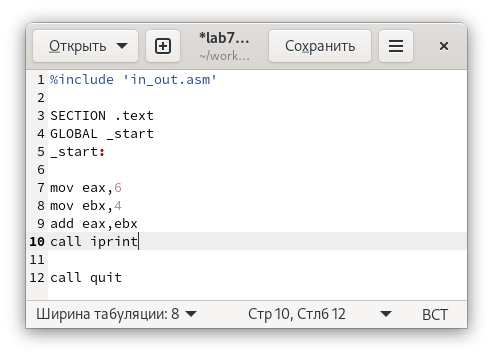 Открыть
*lab7...
~/work...
Сохранить
1 %include 'in_out.asm'
2
3 SECTION .text
4 GLOBAL _start
5 _start:
6
7 mov eax,6
8 mov ebx,4
9 add eax,ebx
10 call iprint
11
12 call quit
Ширина табуляции: 8 Стр 10, Стлб 12 ВСТ